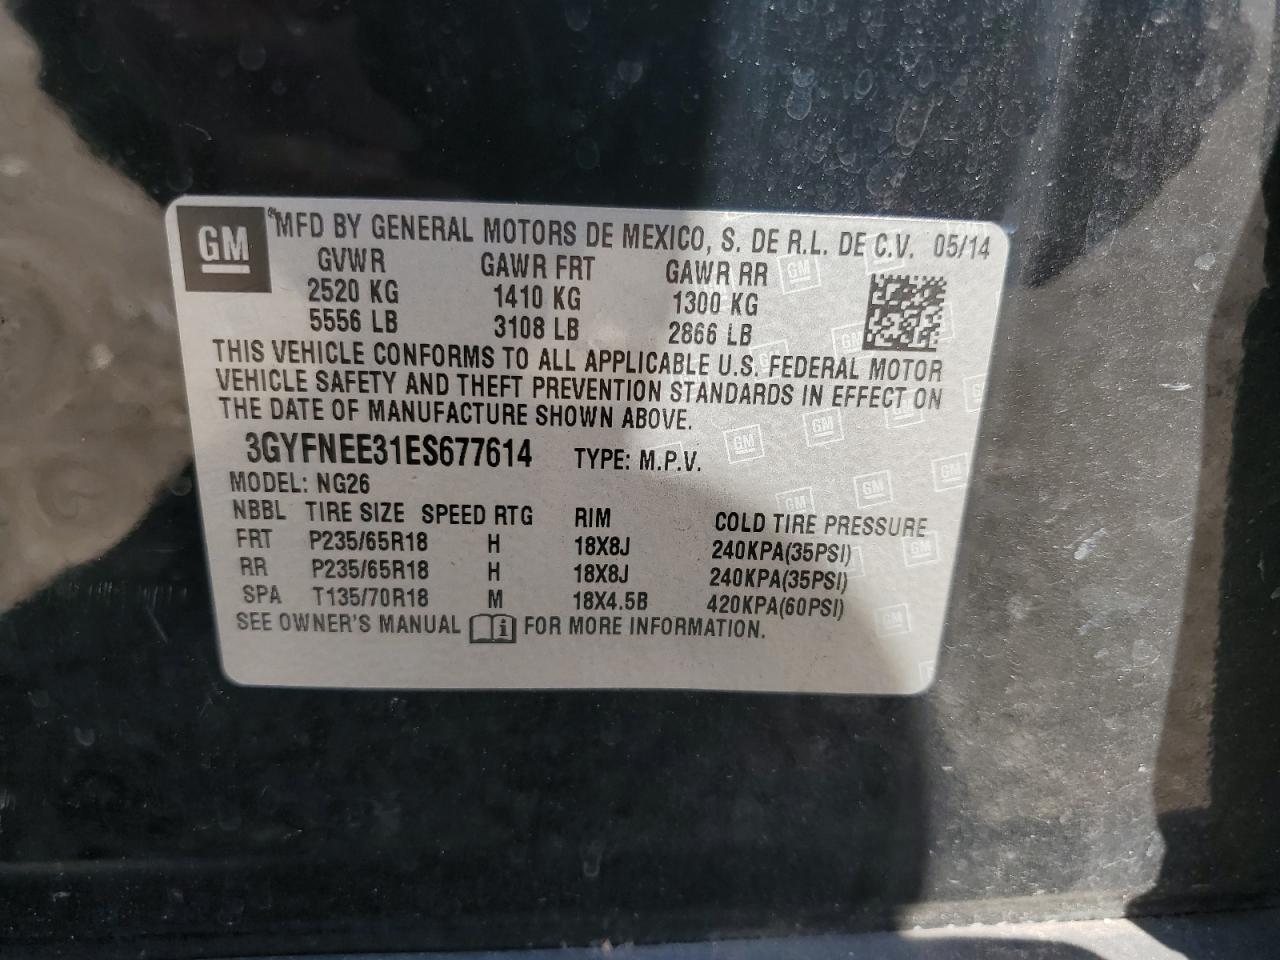 GM MFD BY GENERAL MOTORS DE MEXICO, S. DE R.L. DE C.V. 05/14
GVWR GAWR FRT GAWR RR
2520 KG 1410 KG 1300 KG
5556 LB 3108 LB 2866 LB
THIS VEHICLE CONFORMS TO ALL APPLICABLE U.S. FEDERAL MOTOR
VEHICLE SAFETY AND THEFT PREVENTION STANDARDS IN EFFECT ON
THE DATE OF MANUFACTURE SHOWN ABOVE.
3GYFNEE31ES677614 TYPE: M.P.V.
MODEL: NG26
NBBL TIRE SIZE SPEED RTG RIM COLD TIRE PRESSURE
FRT P235/65R18 H 18X8J 240KPA(35PSI)
RR P235/65R18 H 18X8J 240KPA(35PSI)
SPA T135/70R18 M 18X4.5B 420KPA(60PSI)
SEE OWNER'S MANUAL i FOR MORE INFORMATION.